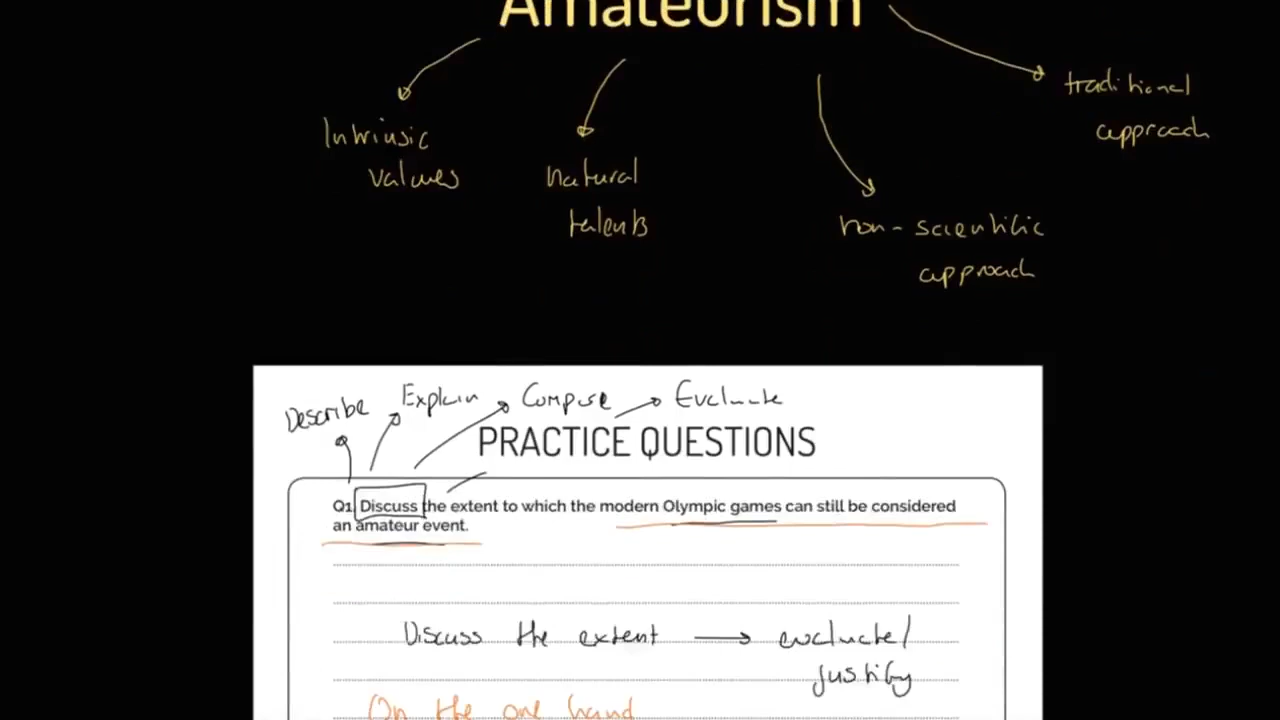 Amateurism
traditional
approach
Intrinsic
values
natural
talents
non-scientific
approach
Describe
Explain
Compare
Evaluate
PRACTICE QUESTIONS
Q1. Discuss the extent to which the modern Olympic games can still be considered
an amateur event.
Discuss the extent → evaluate/
justify
On the one hand